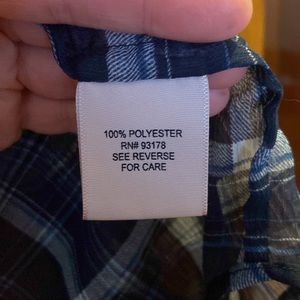 100% POLYESTER
RN# 93178
SEE REVERSE
FOR CARE